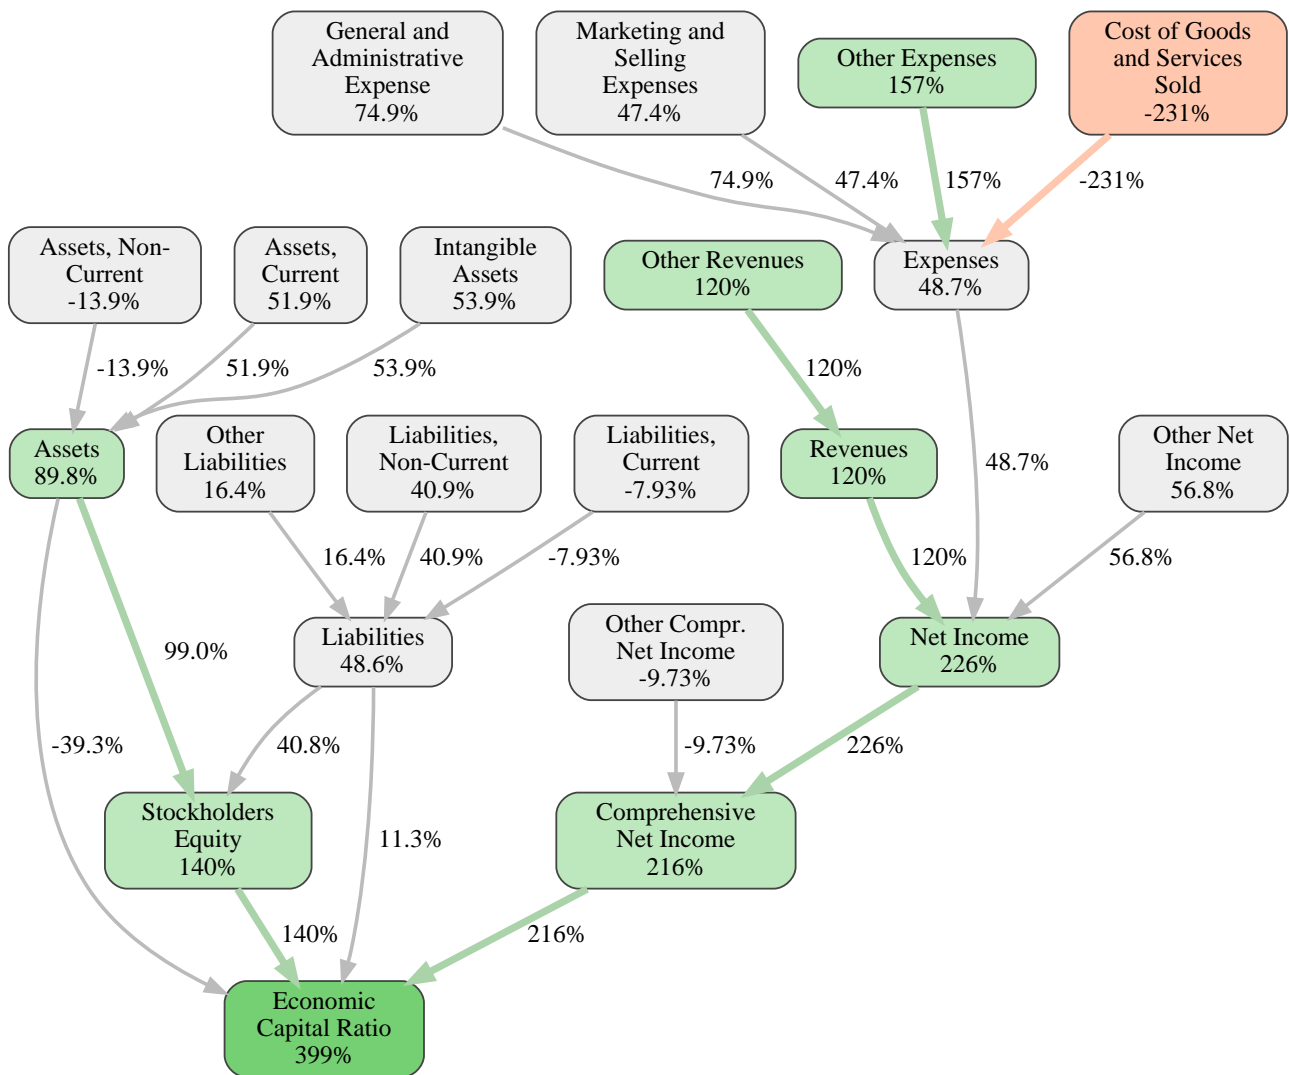 General and
Administrative
Expense
74.9%
Marketing and
Selling
Expenses
47.4%
Other Expenses
157%
Cost of Goods
and Services
Sold
-231%
74.9%
47.4%
157%
-231%
Assets, Non-
Current
-13.9%
Assets,
Current
51.9%
Intangible
Assets
53.9%
Other Revenues
120%
Expenses
48.7%
-13.9%
51.9%
53.9%
120%
Assets
89.8%
Other
Liabilities
16.4%
Liabilities,
Non-Current
40.9%
Liabilities,
Current
-7.93%
Revenues
120%
48.7%
Other Net
Income
56.8%
16.4%
40.9%
-7.93%
120%
56.8%
99.0%
Liabilities
48.6%
Other Compr.
Net Income
-9.73%
Net Income
226%
-39.3%
40.8%
-9.73%
226%
Stockholders
Equity
140%
11.3%
Comprehensive
Net Income
216%
140%
216%
Economic
Capital Ratio
399%